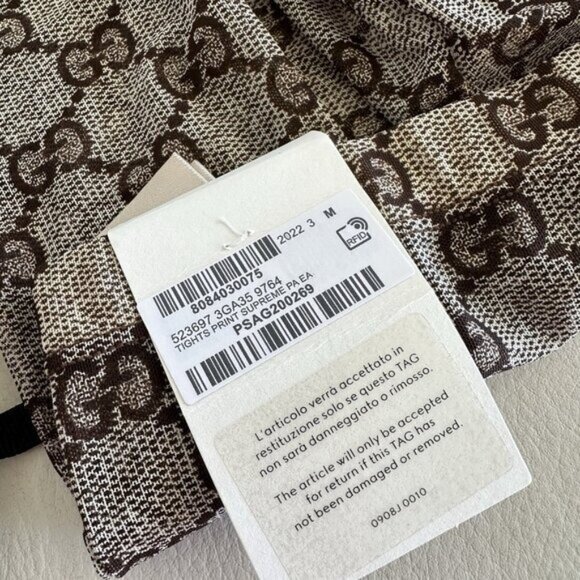 2022 3 M
8084030075
RFID
523697 3GA35 9764
TIGHTS PRINT SUPREME PA EA
PSAG200269
L'articolo verrà accettato in
restituzione solo se questo TAG
non sarà danneggiato o rimosso.
The article will only be accepted
for return if this TAG has
not been damaged or removed.
0908J 0010